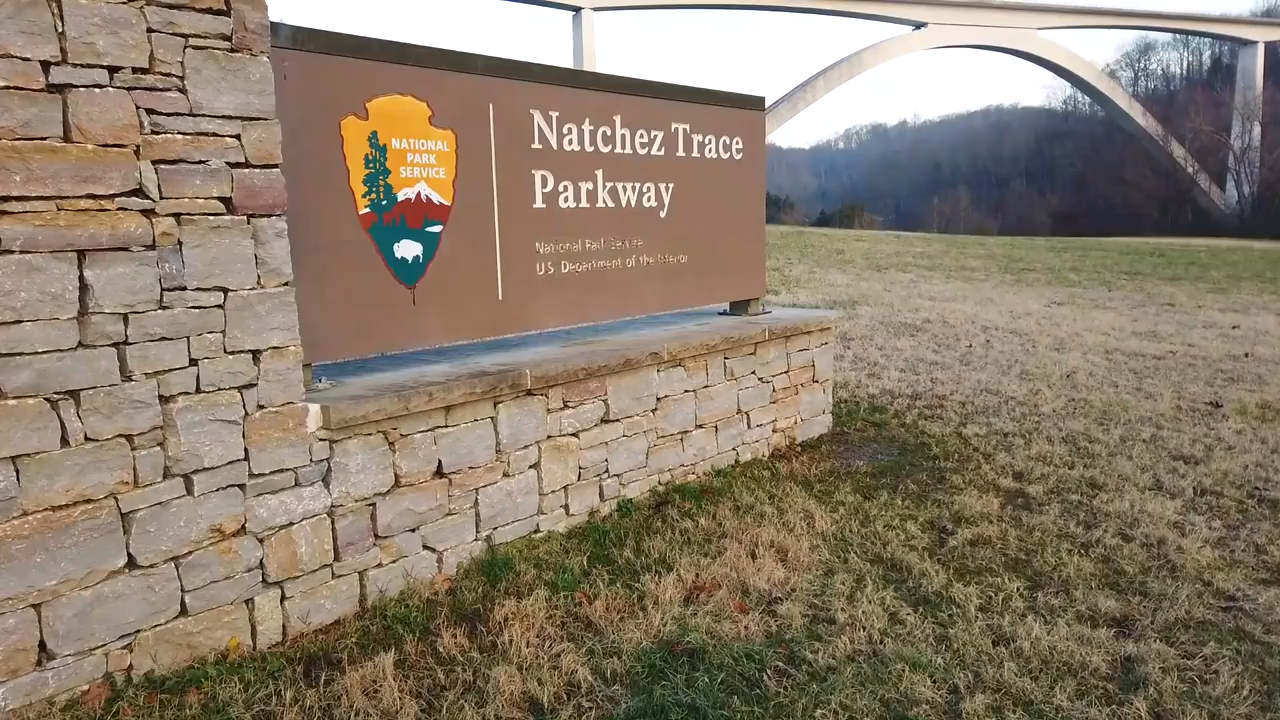 NATIONAL
PARK
SERVICE
Natchez Trace
Parkway
National Park Service
U.S. Department of the Interior